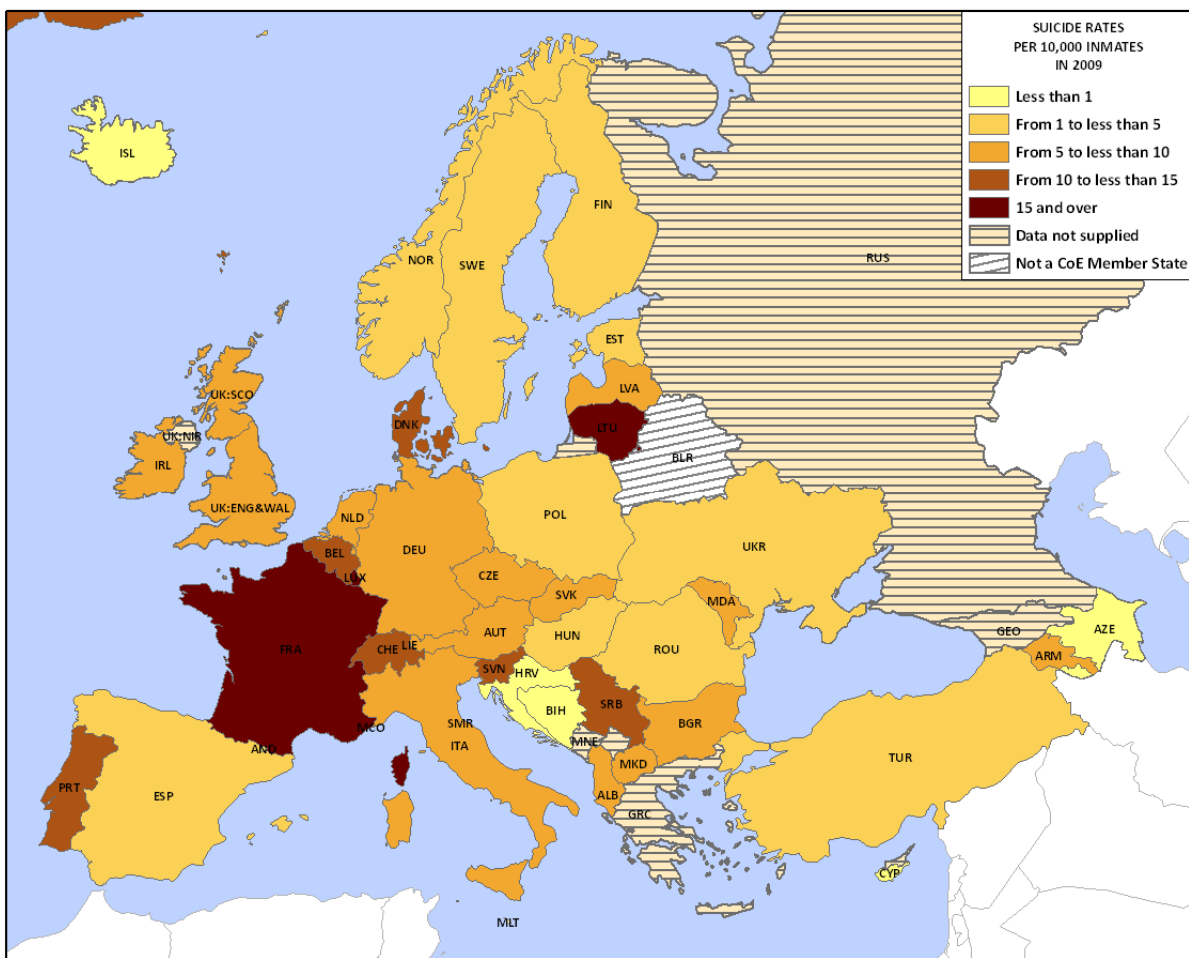 SUICIDE RATES
PER 10,000 INMATES
IN 2009
Less than 1
From 1 to less than 5
From 5 to less than 10
From 10 to less than 15
15 and over
Data not supplied
Not a CoE Member State
ISL
FIN
RUS
NOR
SWE
EST
UK:SCO
LVA
DNK
LTU
UK:NIR
BLR
IRL
UK:ENG&WAL
NLD
POL
DEU
UKR
BEL
LUX
CZE
SVK
MDA
AUT
HUN
GEO
AZE
FRA
CHE
LIE
ROU
ARM
SVN
HRV
BIH
SRB
MCO
SMR
BGR
AND
MNE
ITA
MKD
TUR
PRT
ESP
ALB
GRC
CYP
MLT